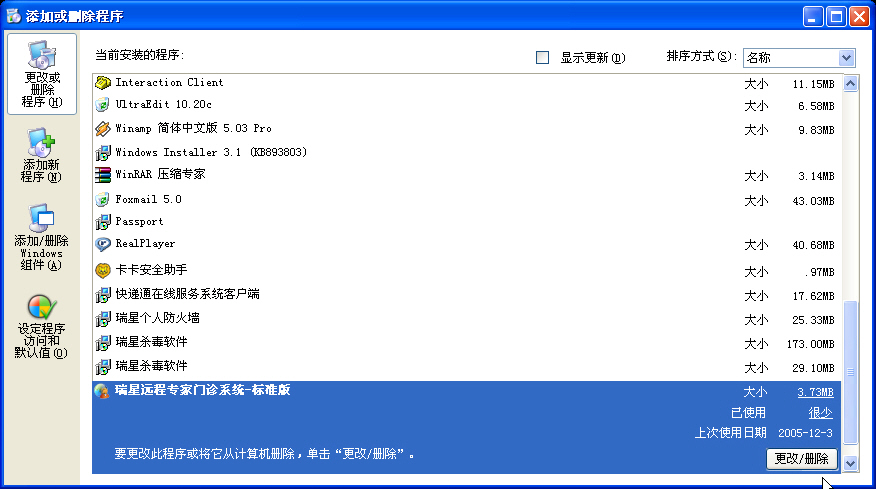 添加或删除程序
当前安装的程序:
显示更新(D)
排序方式(S): 名称
更改或
删除
程序(H)
添加新
程序(N)
添加/删除
Windows
组件(A)
设定程序
访问和
默认值(O)
Interaction Client 大小 11.15MB
UltraEdit 10.20c 大小 6.58MB
Winamp 简体中文版 5.03 Pro 大小 9.83MB
Windows Installer 3.1 (KB893803)
WinRAR 压缩专家 大小 3.14MB
Foxmail 5.0 大小 43.03MB
Passport
RealPlayer 大小 40.68MB
卡卡安全助手 大小 .97MB
快递通在线服务系统客户端 大小 17.62MB
瑞星个人防火墙 大小 25.33MB
瑞星杀毒软件 大小 173.00MB
瑞星杀毒软件 大小 29.10MB
瑞星远程专家门诊系统-标准版 大小 3.73MB
已使用 很少
上次使用日期 2005-12-3
要更改此程序或将它从计算机删除,单击“更改/删除”。
更改/删除